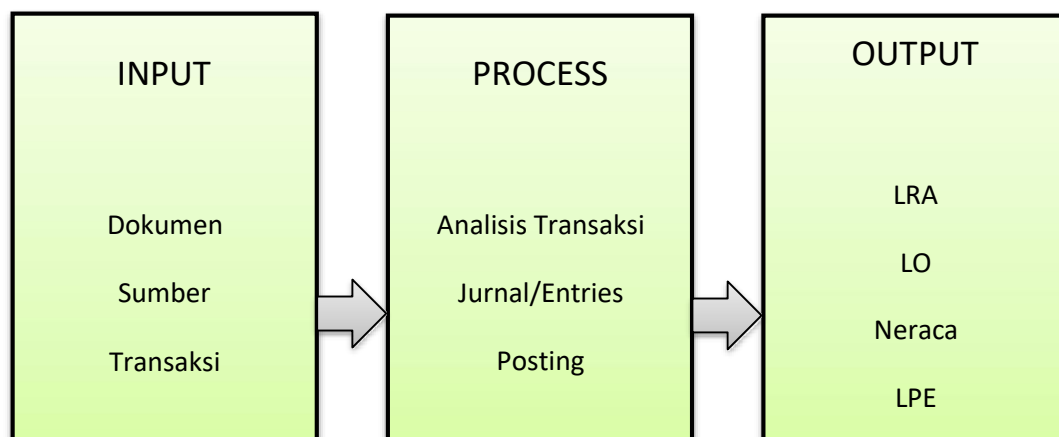 INPUT
Dokumen
Sumber
Transaksi
PROCESS
Analisis Transaksi
Jurnal/Entries
Posting
OUTPUT
LRA
LO
Neraca
LPE